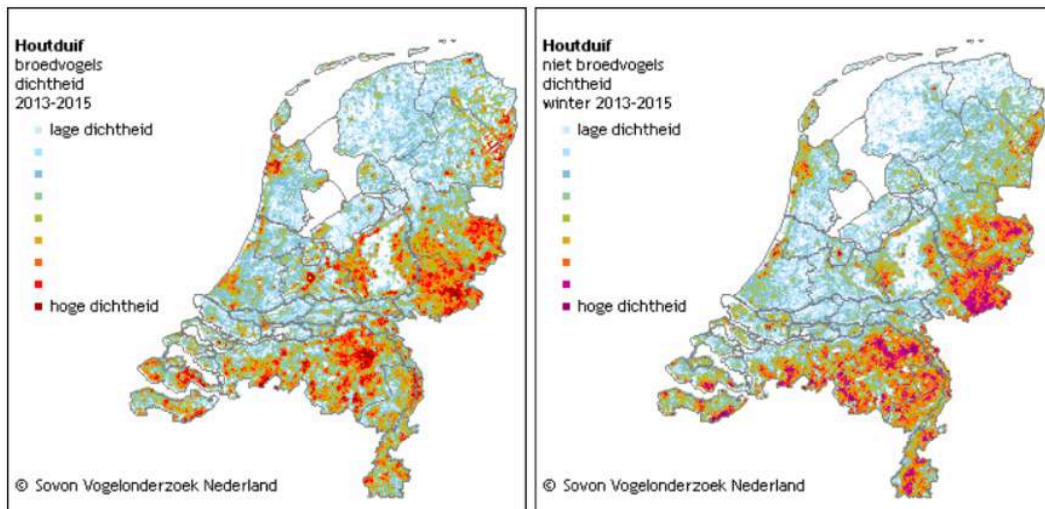 Houtduif
broedvogels
dichtheid
2013-2015
lage dichtheid
hoge dichtheid
© Sovon Vogelonderzoek Nederland
Houtduif
niet broedvogels
dichtheid
winter 2013-2015
lage dichtheid
hoge dichtheid
© Sovon Vogelonderzoek Nederland